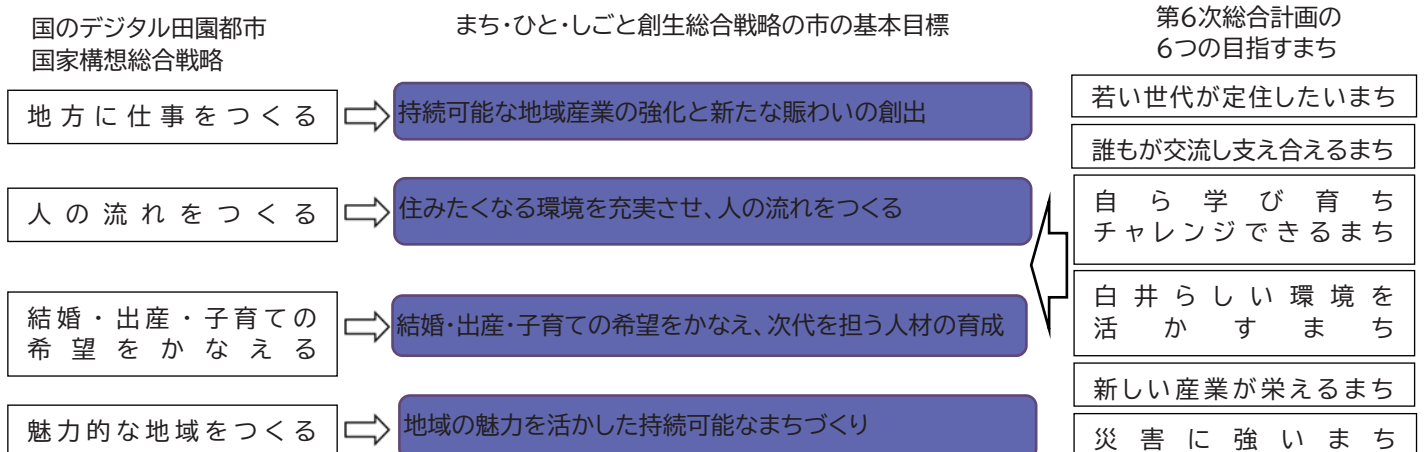 国のデジタル田園都市
国家構想総合戦略
まち・ひと・しごと創生総合戦略の市の基本目標
第6次総合計画の
6つの目指すまち
地方に仕事をつくる
持続可能な地域産業の強化と新たな賑わいの創出
人の流れをつくる
住みたくなる環境を充実させ、人の流れをつくる
結婚・出産・子育ての
希望をかなえる
結婚・出産・子育ての希望をかなえ、次代を担う人材の育成
魅力的な地域をつくる
地域の魅力を活かした持続可能なまちづくり
若い世代が定住したいまち
誰もが交流し支え合えるまち
自ら学び育ち
チャレンジできるまち
白井らしい環境を
活かすまち
新しい産業が栄えるまち
災害に強いまち